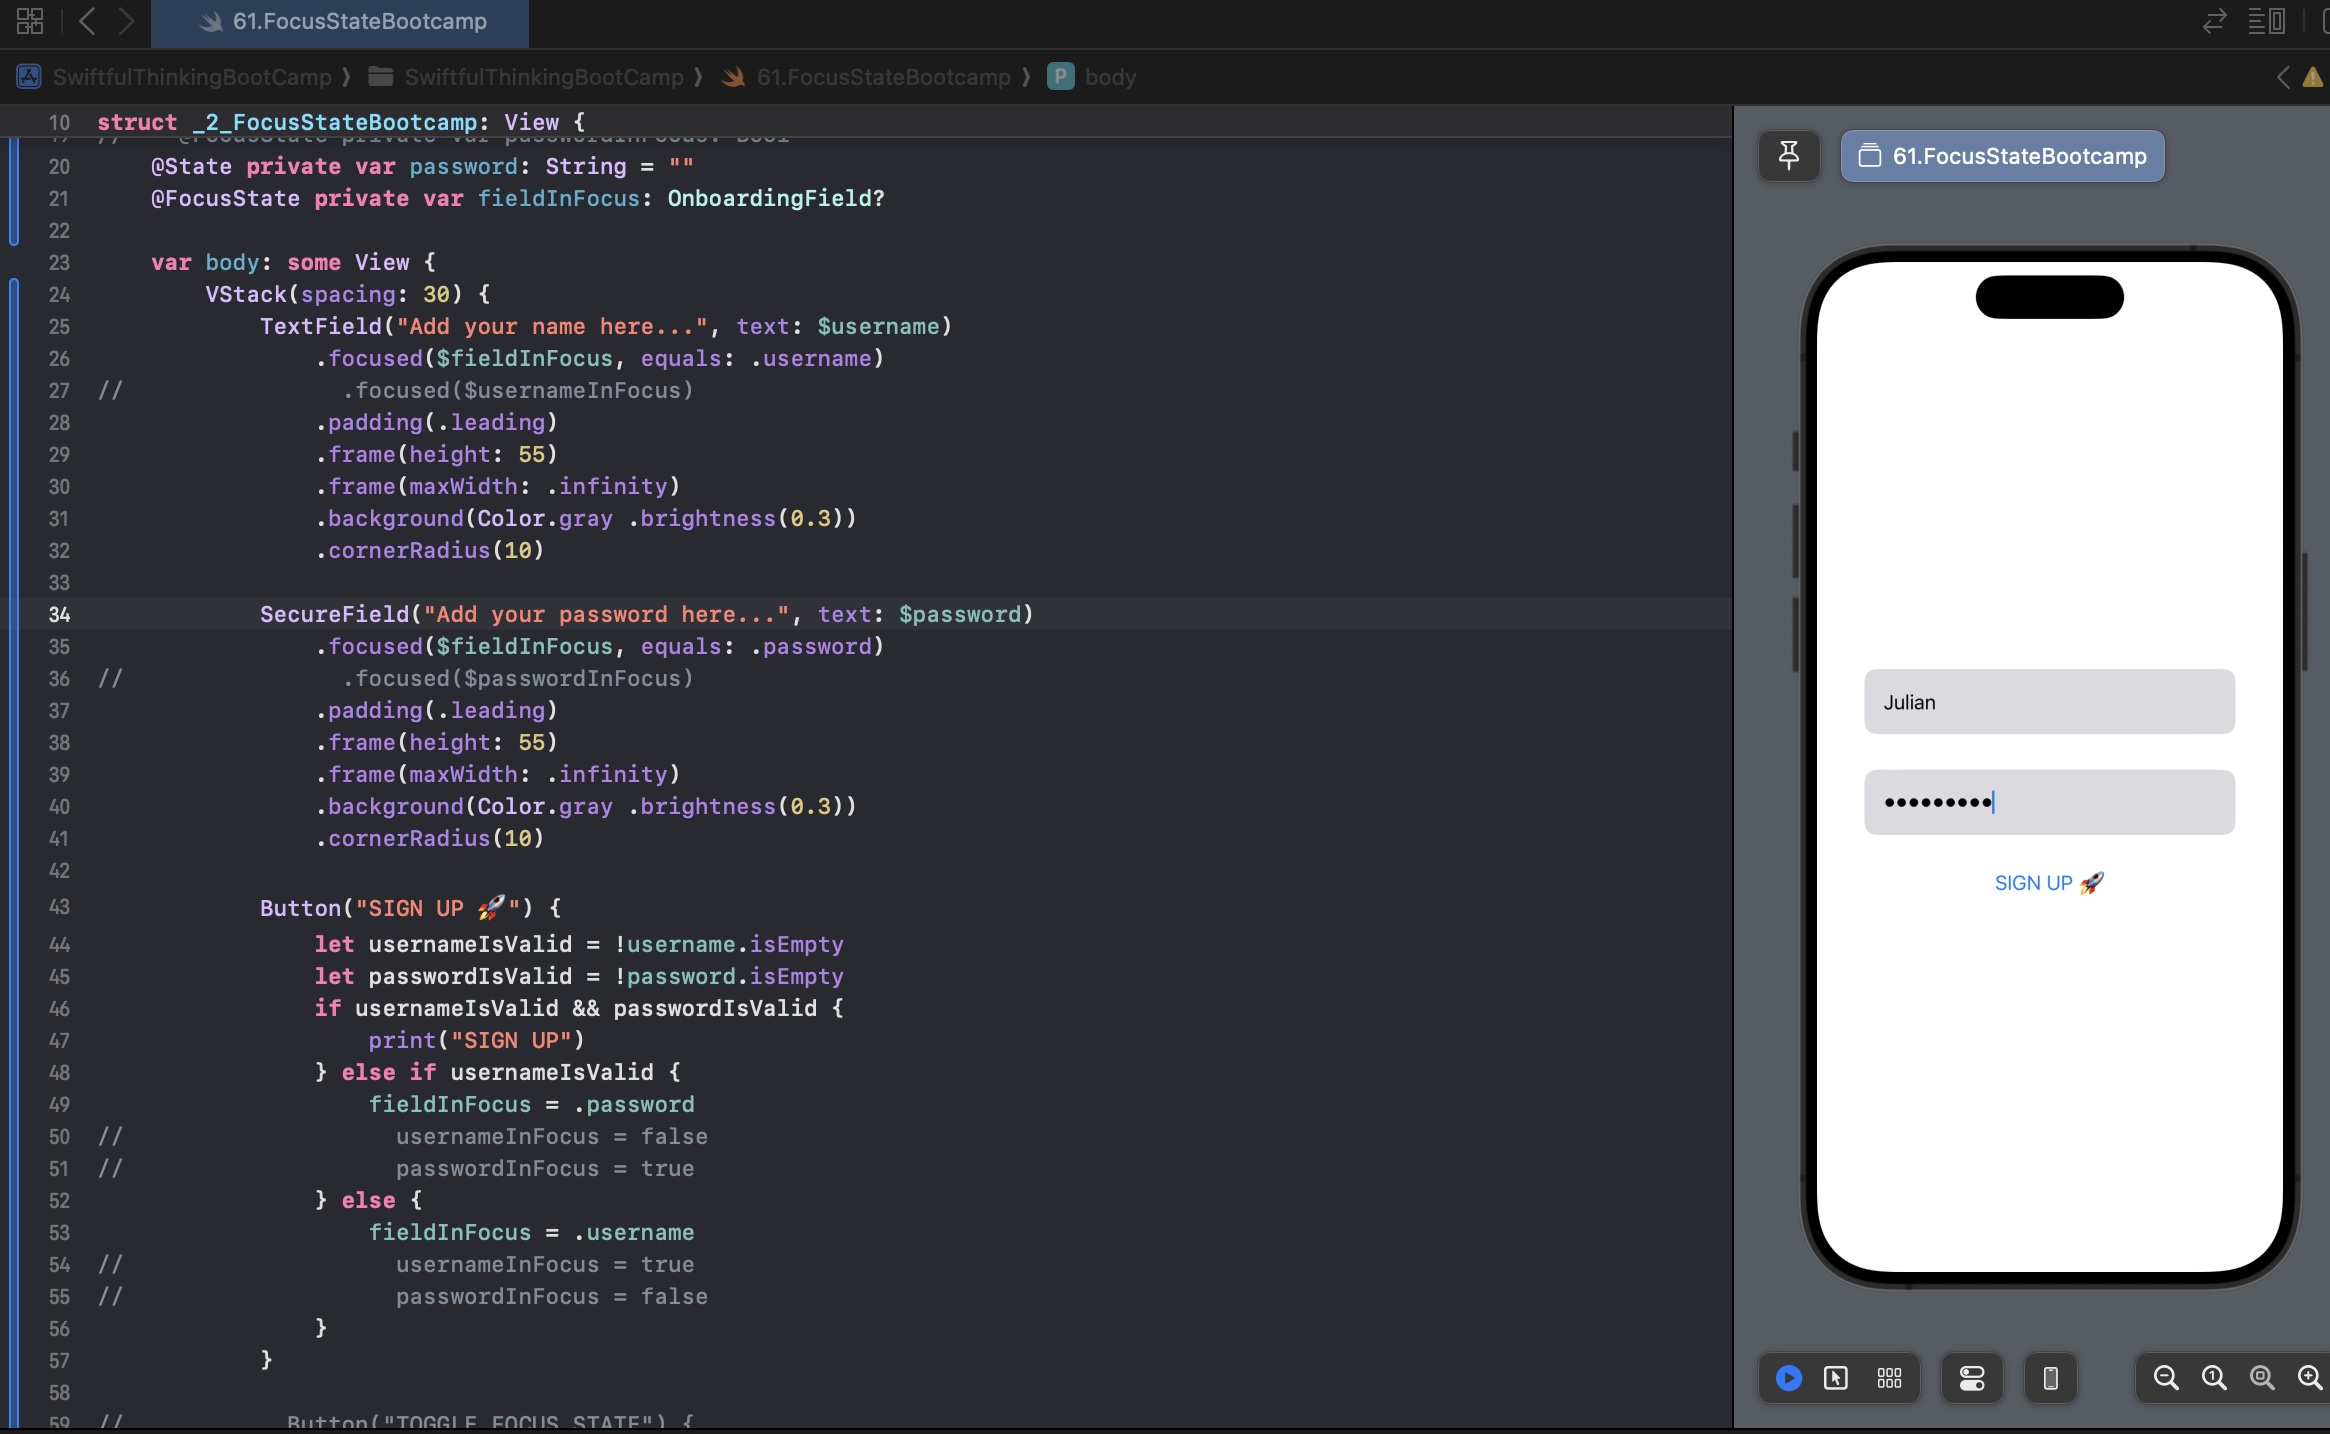 61.FocusStateBootcamp
SwiftfulThinkingBootCamp 〉 SwiftfulThinkingBootCamp 〉 61.FocusStateBootcamp 〉 P body
10 struct _2_FocusStateBootcamp: View {
19 // @FocusState private var passwordInFocus: Bool
20 @State private var password: String = ""
21 @FocusState private var fieldInFocus: OnboardingField?
22
23 var body: some View {
24 VStack(spacing: 30) {
25 TextField("Add your name here...", text: $username)
26 .focused($fieldInFocus, equals: .username)
27 // .focused($usernameInFocus)
28 .padding(.leading)
29 .frame(height: 55)
30 .frame(maxWidth: .infinity)
31 .background(Color.gray .brightness(0.3))
32 .cornerRadius(10)
33
34 SecureField("Add your password here...", text: $password)
35 .focused($fieldInFocus, equals: .password)
36 // .focused($passwordInFocus)
37 .padding(.leading)
38 .frame(height: 55)
39 .frame(maxWidth: .infinity)
40 .background(Color.gray .brightness(0.3))
41 .cornerRadius(10)
42
43 Button("SIGN UP 🚀") {
44 let usernameIsValid = !username.isEmpty
45 let passwordIsValid = !password.isEmpty
46 if usernameIsValid && passwordIsValid {
47 print("SIGN UP")
48 } else if usernameIsValid {
49 fieldInFocus = .password
50 // usernameInFocus = false
51 // passwordInFocus = true
52 } else {
53 fieldInFocus = .username
54 // usernameInFocus = true
55 // passwordInFocus = false
56 }
57 }
58
59 // Button("TOGGLE FOCUS STATE") {
61.FocusStateBootcamp
Julian
•••••••••
SIGN UP 🚀